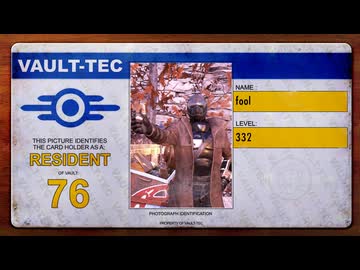 VAULT-TEC
THIS PICTURE IDENTIFIES
THE CARD HOLDER AS A:
RESIDENT
OF VAULT:
76
NAME :
fool
LEVEL:
332
PHOTOGRAPH IDENTIFICATION
PROPERTY OF VAULT-TEC